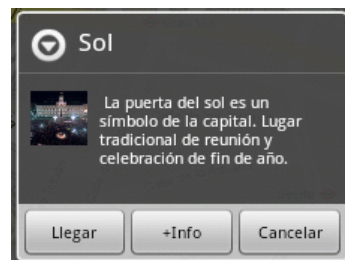 Sol
La puerta del sol es un
símbolo de la capital. Lugar
tradicional de reunión y
celebración de fin de año.
Llegar +Info Cancelar